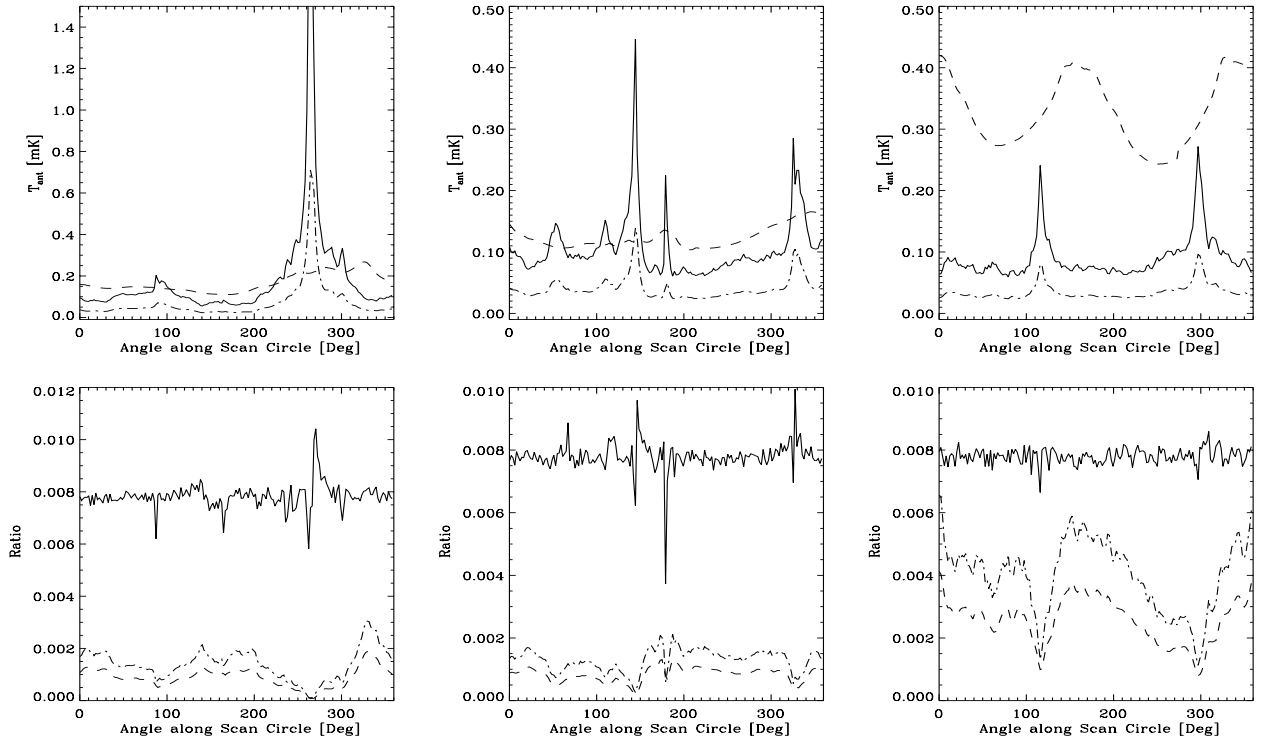 1.4
1.2
1.0
0.8
0.6
0.4
0.2
0.0
T_ant [mK]
0 100 200 300
Angle along Scan Circle [Deg]
0.50
0.40
0.30
0.20
0.10
0.00
T_ant [mK]
0 100 200 300
Angle along Scan Circle [Deg]
0.50
0.40
0.30
0.20
0.10
0.00
T_ant [mK]
0 100 200 300
Angle along Scan Circle [Deg]
0.012
0.010
0.008
0.006
0.004
0.002
0.000
Ratio
0 100 200 300
Angle along Scan Circle [Deg]
0.010
0.008
0.006
0.004
0.002
0.000
Ratio
0 100 200 300
Angle along Scan Circle [Deg]
0.010
0.008
0.006
0.004
0.002
0.000
Ratio
0 100 200 300
Angle along Scan Circle [Deg]